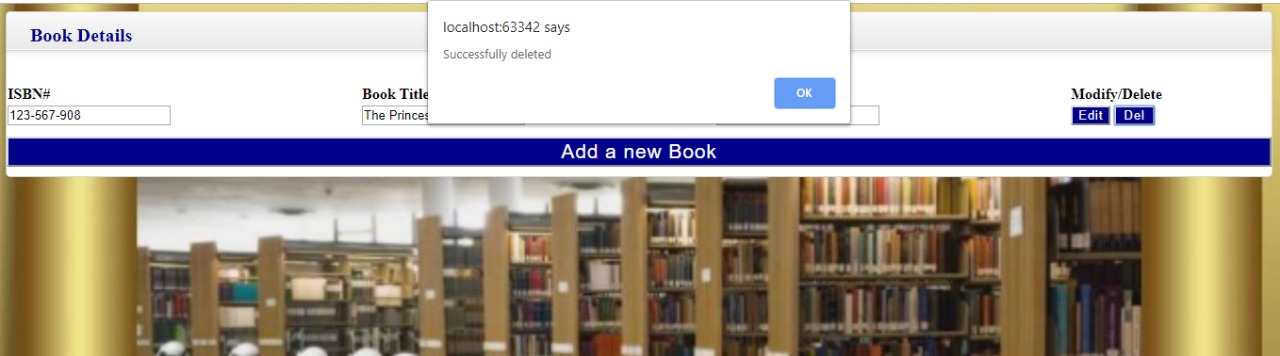 localhost:63342 says
Successfully deleted
OK
Book Details
ISBN#
Book Title
Modify/Delete
123-567-908
The Princes
Edit
Del
Add a new Book